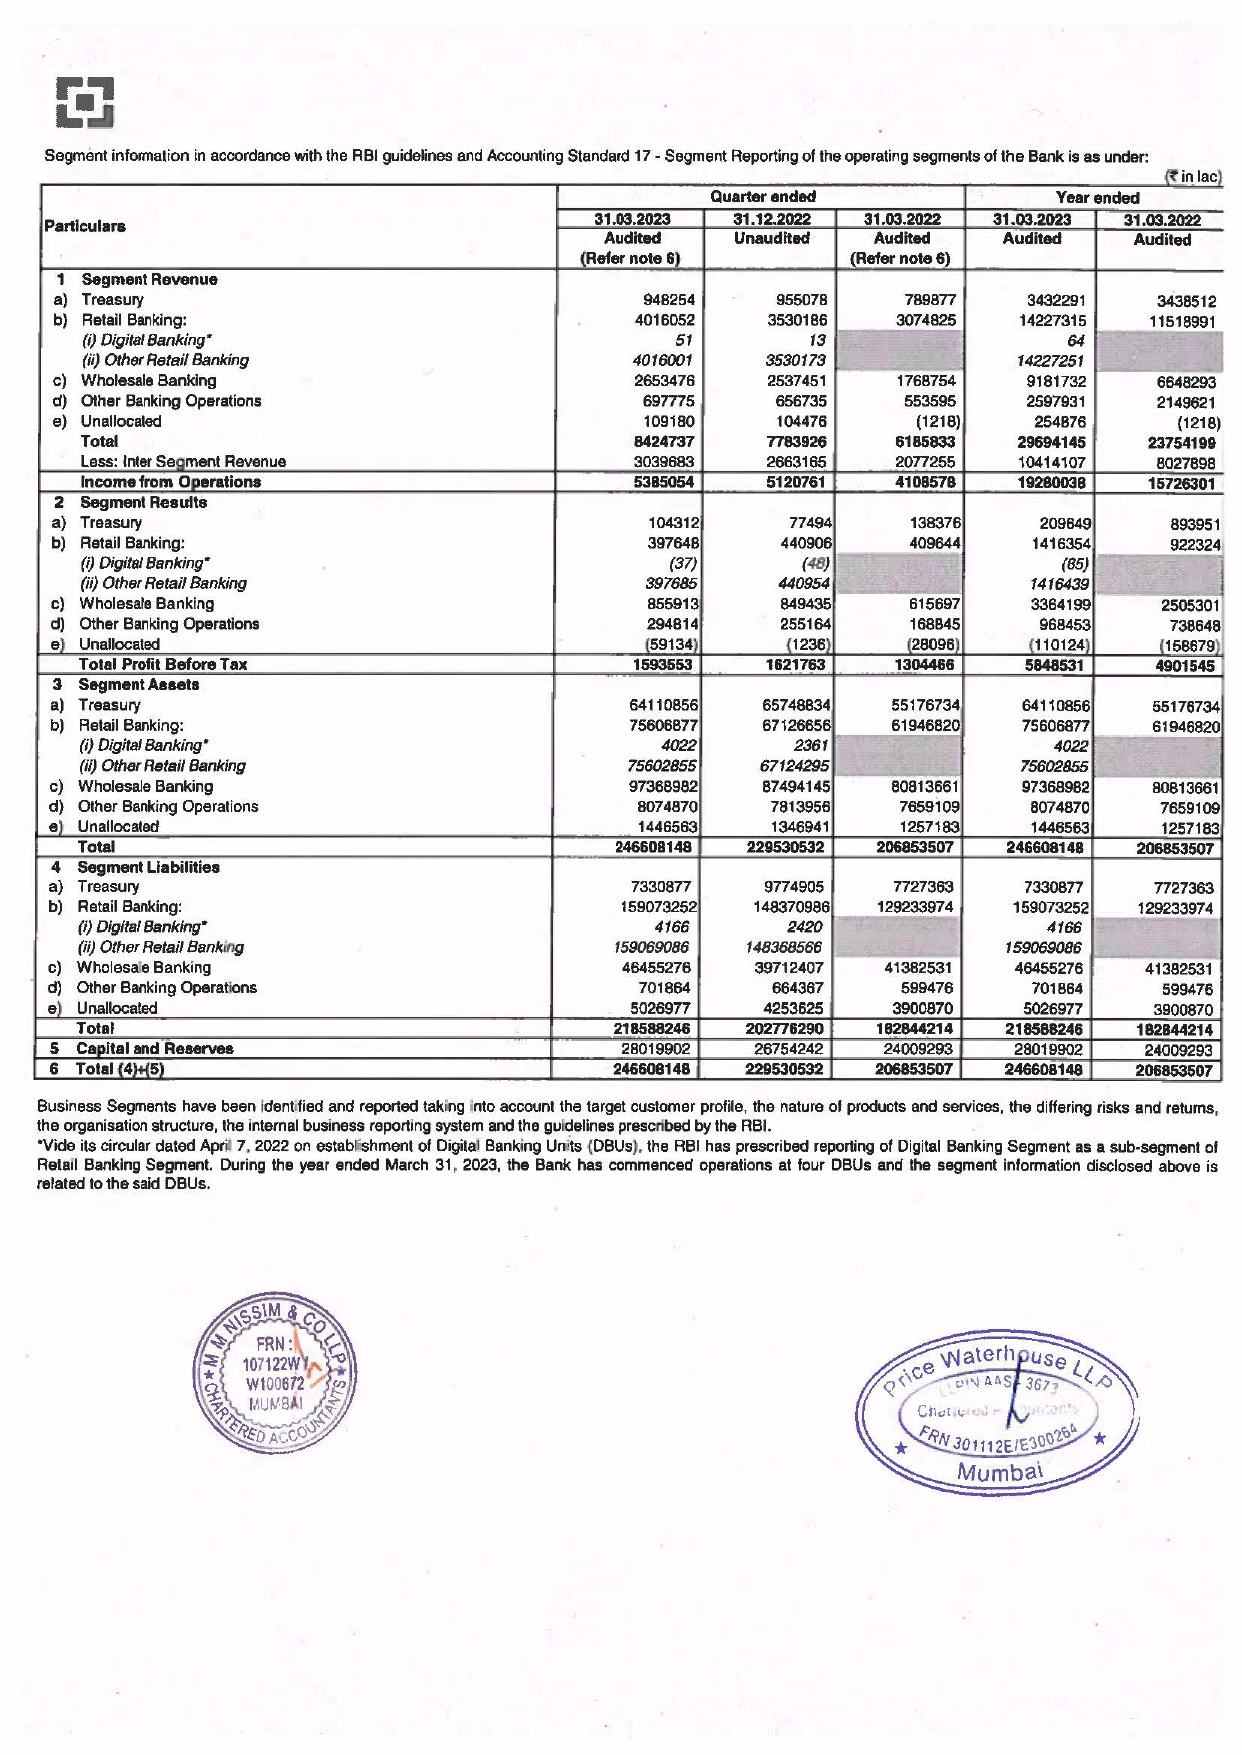 Segment information in accordance with the RBI guidelines and Accounting Standard 17 - Segment Reporting of the operating segments of the Bank is as under:
(₹ in lac)
Particulars Quarter ended Year ended
31.03.2023 31.12.2022 31.03.2022 31.03.2023 31.03.2022
Audited Unaudited Audited Audited Audited
(Refer note 6) (Refer note 6)
1 Segment Revenue
a) Treasury 948254 955078 789877 3432291 3438512
b) Retail Banking: 4016052 3530186 3074825 14227315 11518991
(i) Digital Banking* 51 13 64
(ii) Other Retail Banking 4016001 3530173 14227251
c) Wholesale Banking 2653476 2537451 1768754 9181732 6648293
d) Other Banking Operations 697775 656735 553595 2597931 2149621
e) Unallocated 109180 104476 (1218) 254876 (1218)
Total 8424737 7783926 6185833 29694145 23754199
Less: Inter Segment Revenue 3039683 2663165 2077255 10414107 8027898
Income from Operations 5385054 5120761 4108578 19280038 15726301
2 Segment Results
a) Treasury 104312 77494 138376 209649 893951
b) Retail Banking: 397648 440906 409644 1416354 922324
(i) Digital Banking* (37) (48) (85)
(ii) Other Retail Banking 397685 440954 1416439
c) Wholesale Banking 855913 849435 615697 3364199 2505301
d) Other Banking Operations 294814 255164 168845 968453 738648
e) Unallocated (59134) (1236) (28096) (110124) (158679)
Total Profit Before Tax 1593553 1621763 1304466 5848531 4901545
3 Segment Assets
a) Treasury 64110856 65748834 55176734 64110856 55176734
b) Retail Banking: 75606877 67126656 61946820 75606877 61946820
(i) Digital Banking* 4022 2361 4022
(ii) Other Retail Banking 75602855 67124295 75602855
c) Wholesale Banking 97368982 87494145 80813661 97368982 80813661
d) Other Banking Operations 8074870 7813956 7659109 8074870 7659109
e) Unallocated 1446563 1346941 1257183 1446563 1257183
Total 246608148 229530532 206853507 246608148 206853507
4 Segment Liabilities
a) Treasury 7330877 9774905 7727363 7330877 7727363
b) Retail Banking: 159073252 148370986 129233974 159073252 129233974
(i) Digital Banking* 4166 2420 4166
(ii) Other Retail Banking 159069086 148368566 159069086
c) Wholesale Banking 46455276 39712407 41382531 46455276 41382531
d) Other Banking Operations 701864 664367 599476 701864 599476
e) Unallocated 5026977 4253625 3900870 5026977 3900870
Total 218588246 202776290 182844214 218588246 182844214
5 Capital and Reserves 28019902 26754242 24009293 28019902 24009293
6 Total (4)+(5) 246608148 229530532 206853507 246608148 206853507
Business Segments have been identified and reported taking into account the target customer profile, the nature of products and services, the differing risks and returns,
the organisation structure, the internal business reporting system and the guidelines prescribed by the RBI.
*Vide its circular dated April 7, 2022 on establishment of Digital Banking Units (DBUs), the RBI has prescribed reporting of Digital Banking Segment as a sub-segment of
Retail Banking Segment. During the year ended March 31, 2023, the Bank has commenced operations at four DBUs and the segment information disclosed above is
related to the said DBUs.
M M NISSIM & CO LLP
FRN:
107122W/
W100672
MUMBAI
CHARTERED ACCOUNTANTS
Price Waterhouse LLP
FRN 301112E/E300264
Mumbai